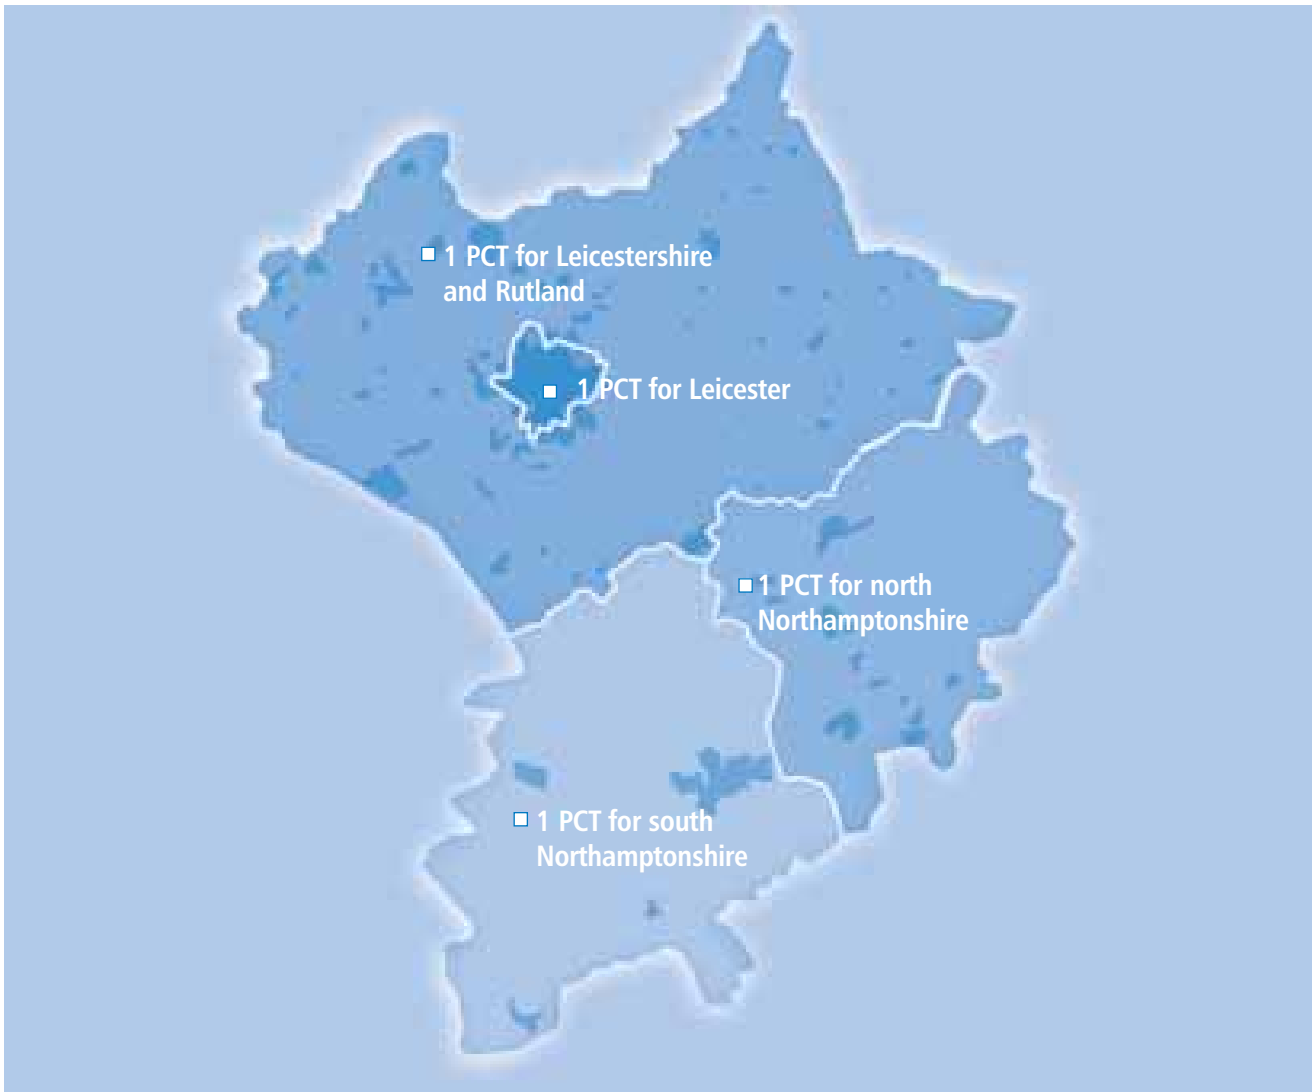 1 PCT for Leicestershire
and Rutland
1 PCT for Leicester
1 PCT for north
Northamptonshire
1 PCT for south
Northamptonshire